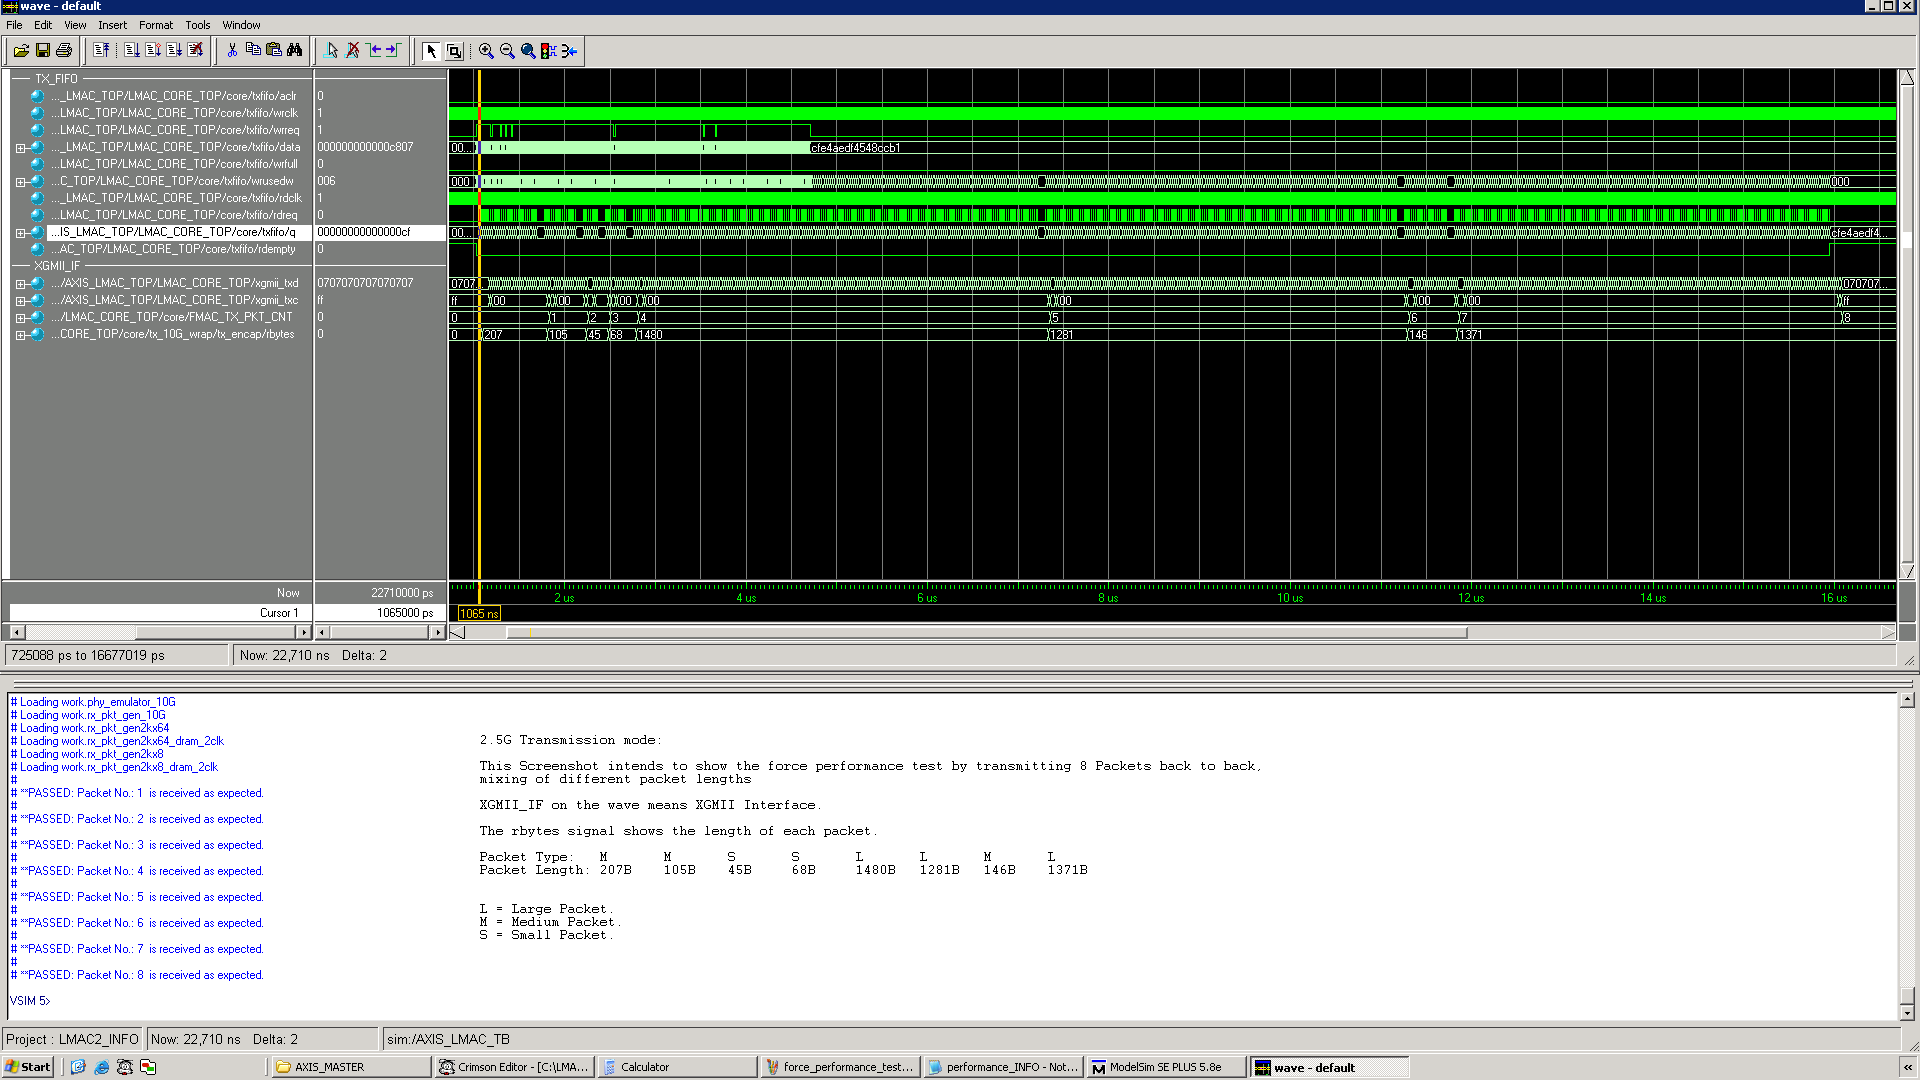 wave - default
File Edit View Insert Format Tools Window
TX_FIFO
..._LMAC_TOP/LMAC_CORE_TOP/core/txfifo/aclr 0
...LMAC_TOP/LMAC_CORE_TOP/core/txfifo/wrclk 1
...LMAC_TOP/LMAC_CORE_TOP/core/txfifo/wrreq 1
..._LMAC_TOP/LMAC_CORE_TOP/core/txfifo/data 000000000000c807 00... cfe4aedf4548ccb1
...LMAC_TOP/LMAC_CORE_TOP/core/txfifo/wrfull 0
...C_TOP/LMAC_CORE_TOP/core/txfifo/wrusedw 006 000 000
..._LMAC_TOP/LMAC_CORE_TOP/core/txfifo/rdclk 1
...LMAC_TOP/LMAC_CORE_TOP/core/txfifo/rdreq 0
...IS_LMAC_TOP/LMAC_CORE_TOP/core/txfifo/q 00000000000000cf 00... cfe4aedf4...
...AC_TOP/LMAC_CORE_TOP/core/txfifo/rdempty 0
XGMII_IF
.../AXIS_LMAC_TOP/LMAC_CORE_TOP/xgmii_txd 0707070707070707 0707 070707...
.../AXIS_LMAC_TOP/LMAC_CORE_TOP/xgmii_txc ff ff 00 00 00 00 00 00 00 ff
.../LMAC_CORE_TOP/core/FMAC_TX_PKT_CNT 0 0 1 2 3 4 5 6 7 8
...CORE_TOP/core/tx_10G_wrap/tx_encap/rbytes 0 0 207 105 45 68 1480 1281 146 1371
Now 22710000 ps 2 us 4 us 6 us 8 us 10 us 12 us 14 us 16 us
Cursor 1 1065000 ps 1065 ns
725088 ps to 16677019 ps Now: 22,710 ns Delta: 2
# Loading work.phy_emulator_10G
# Loading work.rx_pkt_gen_10G
# Loading work.rx_pkt_gen2kx64
# Loading work.rx_pkt_gen2kx64_dram_2clk
# Loading work.rx_pkt_gen2kx8
# Loading work.rx_pkt_gen2kx8_dram_2clk
#
# **PASSED: Packet No.: 1 is received as expected.
#
# **PASSED: Packet No.: 2 is received as expected.
#
# **PASSED: Packet No.: 3 is received as expected.
#
# **PASSED: Packet No.: 4 is received as expected.
#
# **PASSED: Packet No.: 5 is received as expected.
#
# **PASSED: Packet No.: 6 is received as expected.
#
# **PASSED: Packet No.: 7 is received as expected.
#
# **PASSED: Packet No.: 8 is received as expected.
VSIM 5>
2.5G Transmission mode:
This Screenshot intends to show the force performance test by transmitting 8 Packets back to back,
mixing of different packet lengths
XGMII_IF on the wave means XGMII Interface.
The rbytes signal shows the length of each packet.
Packet Type: M M S S L L M L
Packet Length: 207B 105B 45B 68B 1480B 1281B 146B 1371B
L = Large Packet.
M = Medium Packet.
S = Small Packet.
Project : LMAC2_INFO Now: 22,710 ns Delta: 2 sim:/AXIS_LMAC_TB
Start AXIS_MASTER Crimson Editor - [C:\LMA... Calculator force_performance_test... performance_INFO - Not... ModelSim SE PLUS 5.8e wave - default «